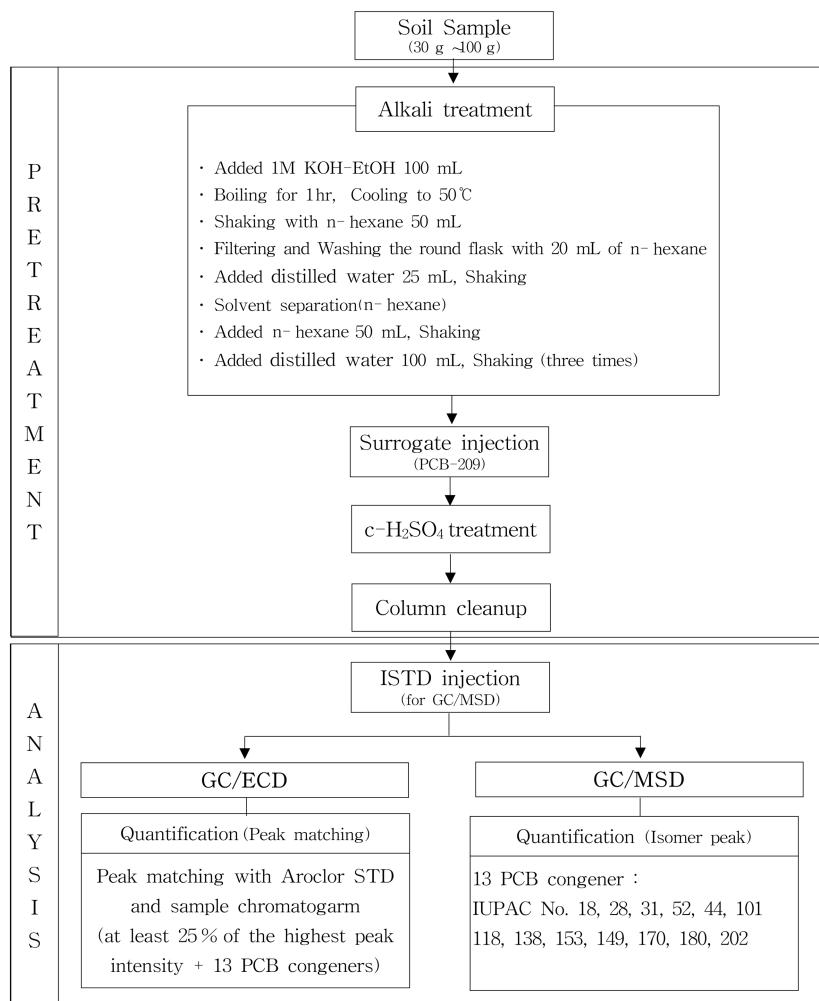 Soil Sample
(30 g ~100 g)
PRETREATMENT
Alkali treatment
· Added 1M KOH-EtOH 100 mL
· Boiling for 1hr, Cooling to 50℃
· Shaking with n-hexane 50 mL
· Filtering and Washing the round flask with 20 mL of n-hexane
· Added distilled water 25 mL, Shaking
· Solvent separation(n-hexane)
· Added n-hexane 50 mL, Shaking
· Added distilled water 100 mL, Shaking (three times)
Surrogate injection
(PCB-209)
c-H₂SO₄ treatment
Column cleanup
ANALYSIS
ISTD injection
(for GC/MSD)
GC/ECD
Quantification (Peak matching)
Peak matching with Aroclor STD
and sample chromatogarm
(at least 25% of the highest peak
intensity + 13 PCB congeners)
GC/MSD
Quantification (Isomer peak)
13 PCB congener :
IUPAC No. 18, 28, 31, 52, 44, 101
118, 138, 153, 149, 170, 180, 202